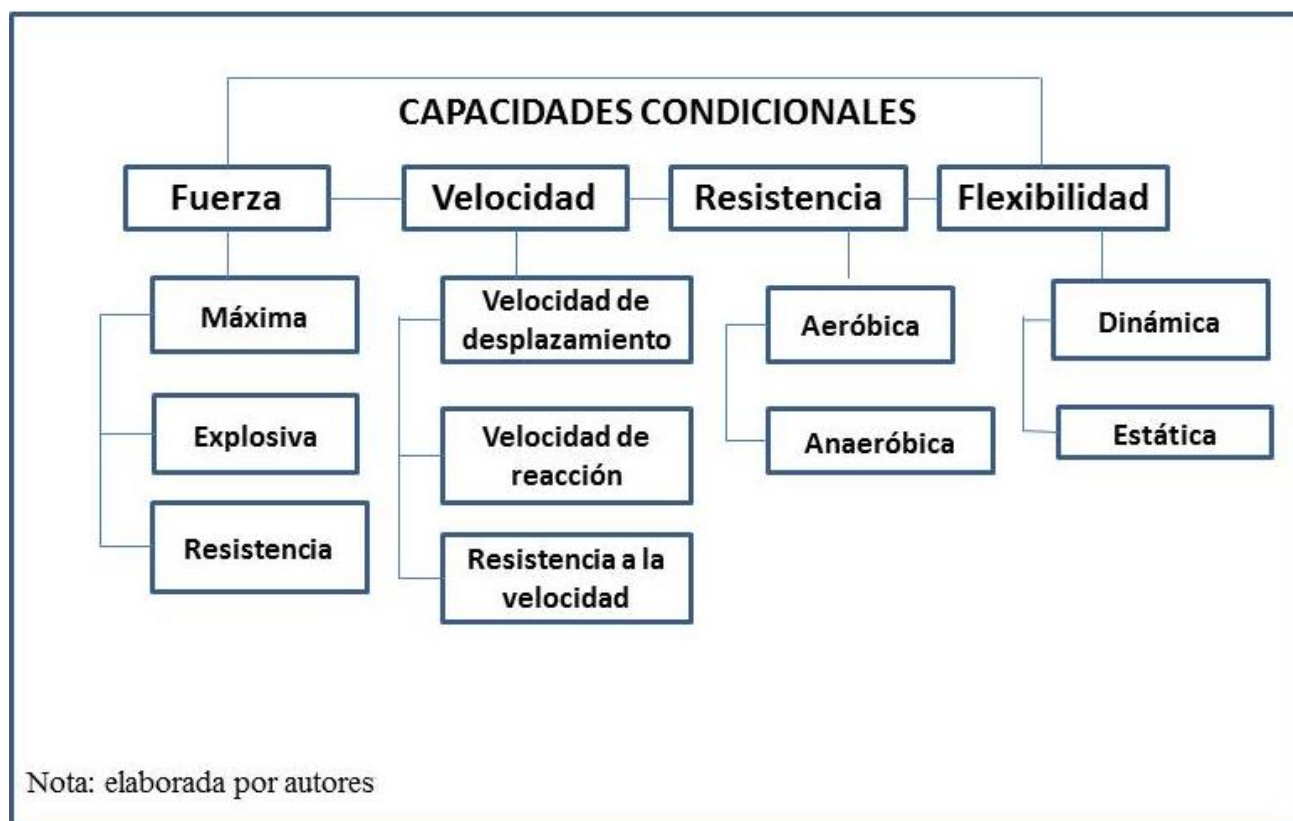 CAPACIDADES CONDICIONALES
Fuerza
Velocidad
Resistencia
Flexibilidad
Máxima
Explosiva
Resistencia
Velocidad de
desplazamiento
Velocidad de
reacción
Resistencia a la
velocidad
Aeróbica
Anaeróbica
Dinámica
Estática
Nota: elaborada por autores